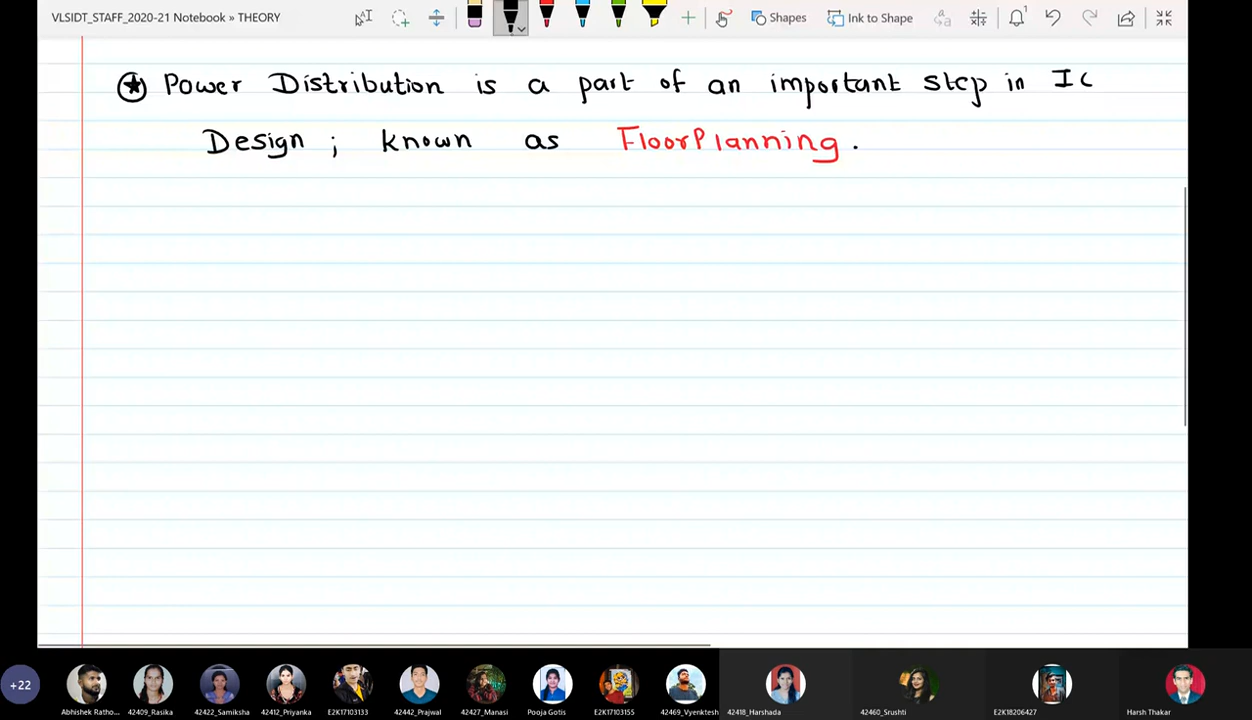 VLSIDT_STAFF_2020-21 Notebook » THEORY
Shapes
Ink to Shape
Power Distribution is a part of an important step in IC
Design ; known as FloorPlanning .
+22
Abhishek Ratho...
42409_Rasika
42422_Samiksha
42412_Priyanka
E2K17103133
42442_Prajwal
42427_Manasi
Pooja Gotis
E2K17103155
42469_Vyenktesh
42418_Harshada
42460_Srushti
E2K18206427
Harsh Thakar